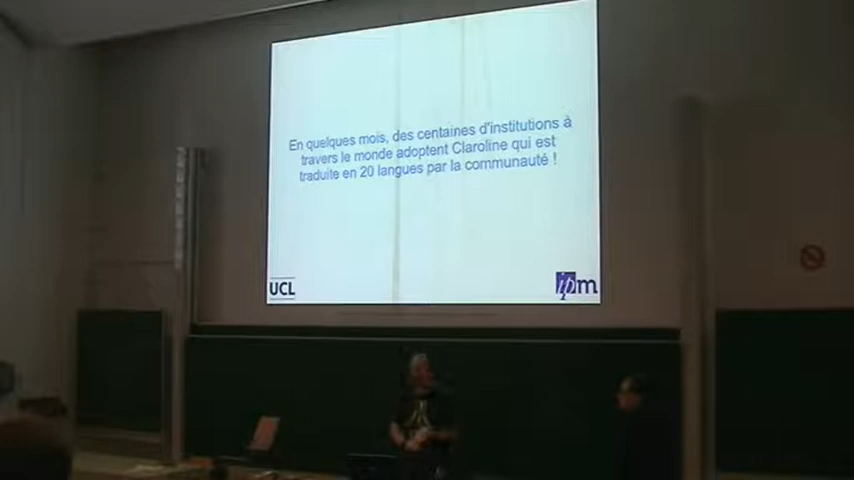 En quelques mois, des centaines d'institutions à
travers le monde adoptent Claroline qui est
traduite en 20 langues par la communauté !
UCL
ipm